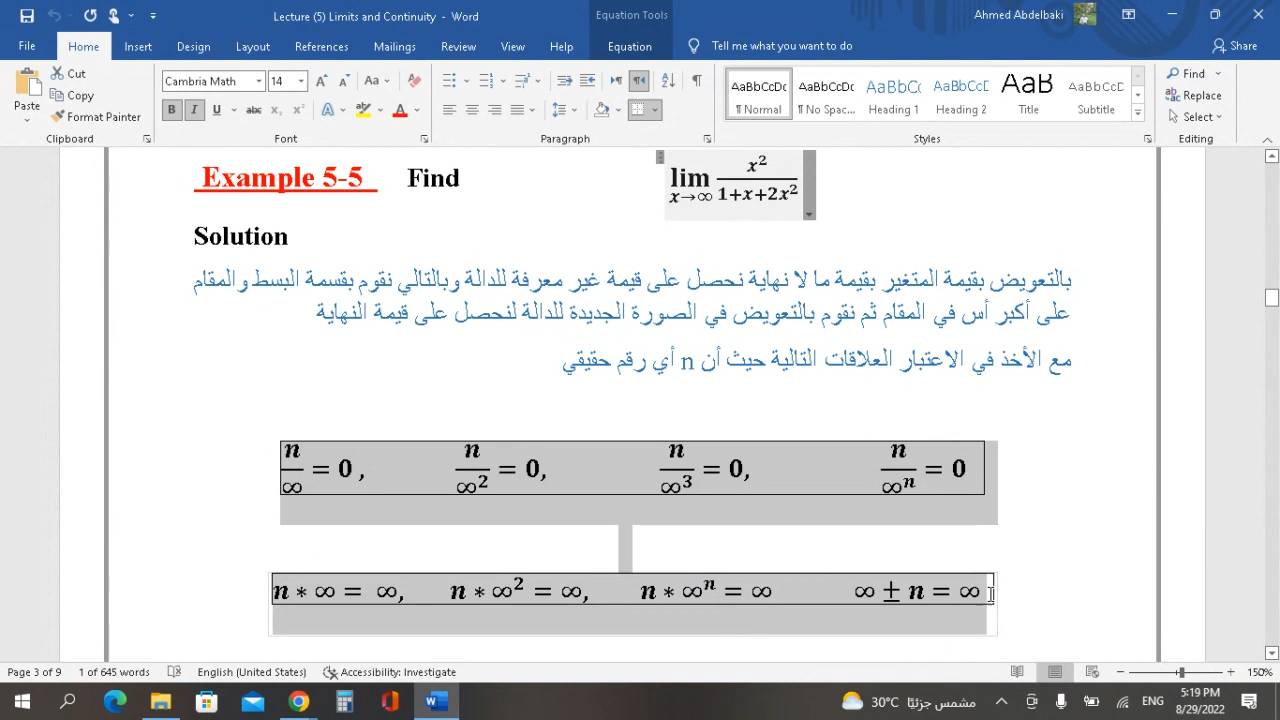 Lecture (5) Limits and Continuity - Word
Equation Tools
Ahmed Abdelbaki
File Home Insert Design Layout References Mailings Review View Help Equation Tell me what you want to do Share
Paste
Cut
Copy
Format Painter
Clipboard
Cambria Math 14
Font
Paragraph
AaBbCcDc AaBbCcDc AaBbCc AaBbCcD AaB AaBbCcD
¶ Normal ¶ No Spac... Heading 1 Heading 2 Title Subtitle
Styles
Find
Replace
Select
Editing
Example 5-5 Find lim x→∞ x² / 1+x+2x²
Solution
بالتعويض بقيمة المتغير بقيمة ما لا نهاية نحصل على قيمة غير معرفة للدالة وبالتالي نقوم بقسمة البسط والمقام
على أكبر أس في المقام ثم نقوم بالتعويض في الصورة الجديدة للدالة لنحصل على قيمة النهاية
مع الأخذ في الاعتبار العلاقات التالية حيث أن n أي رقم حقيقي
n/∞ = 0 , n/∞² = 0, n/∞³ = 0, n/∞ⁿ = 0
n ∗ ∞ = ∞, n ∗ ∞² = ∞, n ∗ ∞ⁿ = ∞ ∞ ± n = ∞
Page 3 of 9 1 of 645 words English (United States) Accessibility: Investigate 150%
30°C مشمس جزئيًا ENG
5:19 PM
8/29/2022